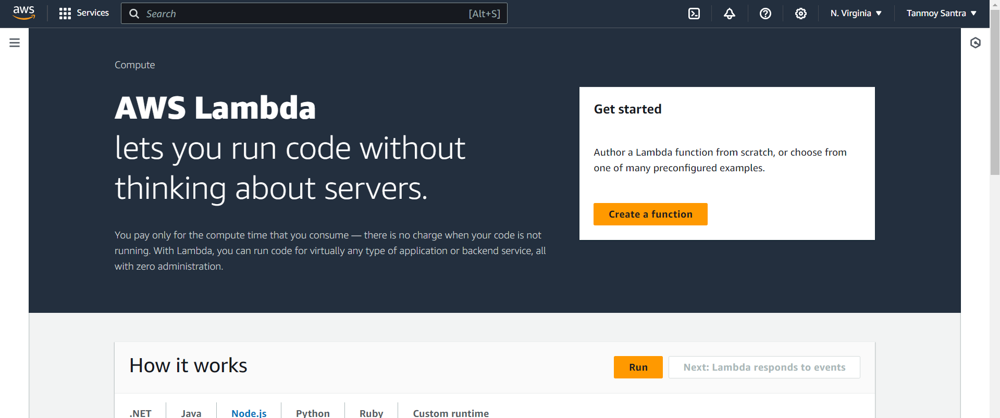 aws
Services
Search
[Alt+S]
N. Virginia
Tanmoy Santra
Compute
AWS Lambda
lets you run code without
thinking about servers.
You pay only for the compute time that you consume — there is no charge when your code is not
running. With Lambda, you can run code for virtually any type of application or backend service, all
with zero administration.
Get started
Author a Lambda function from scratch, or choose from
one of many preconfigured examples.
Create a function
How it works
Run
Next: Lambda responds to events
.NET
Java
Node.js
Python
Ruby
Custom runtime